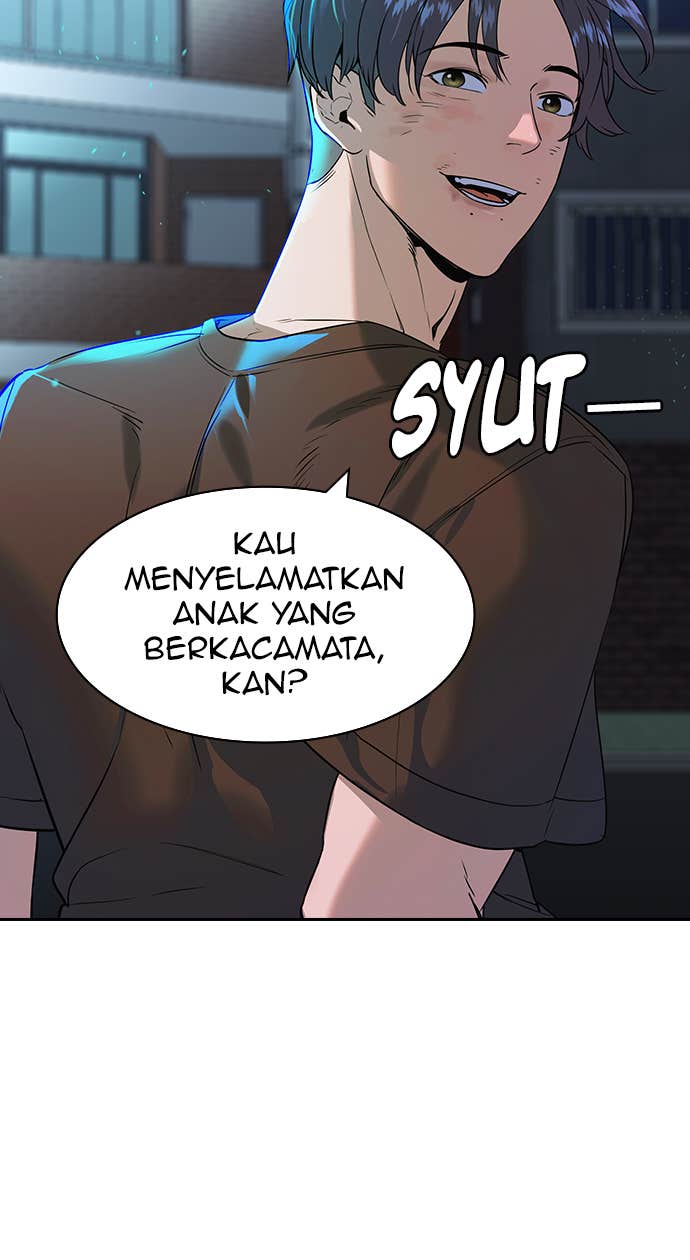 SYUT—
KAU
MENYELAMATKAN
ANAK YANG
BERKACAMATA,
KAN?